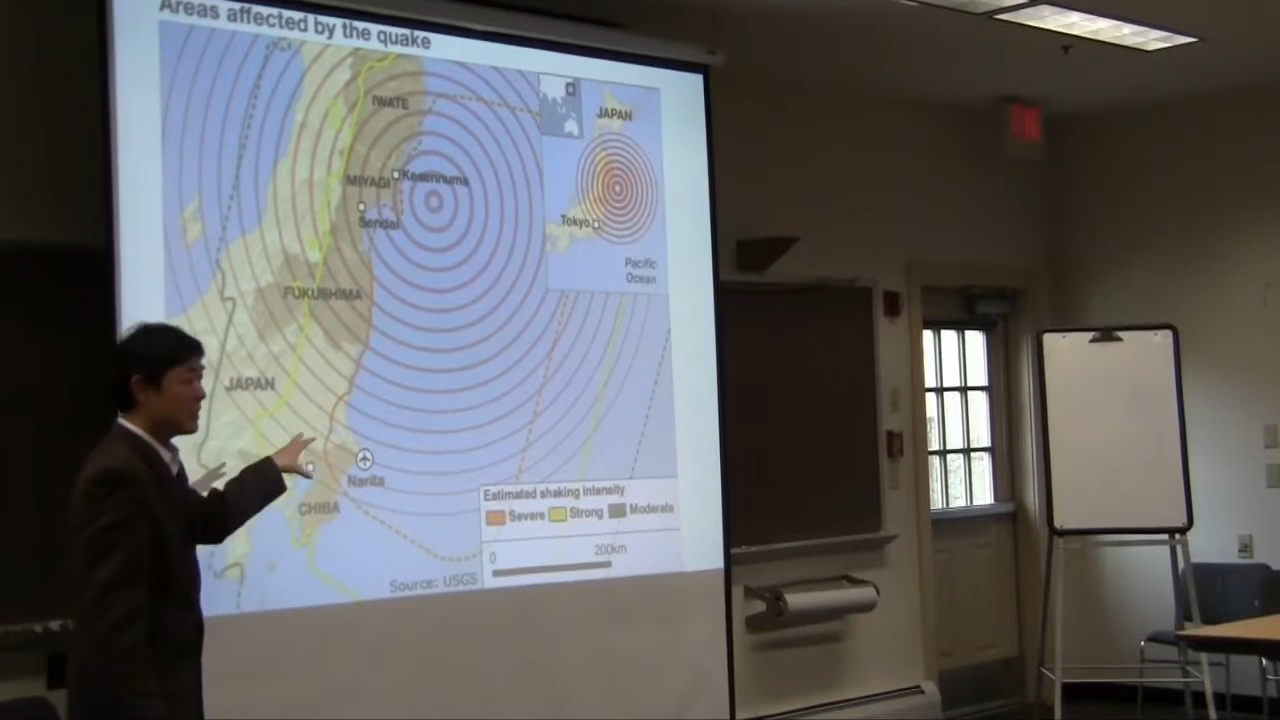 Areas affected by the quake
IWATE
JAPAN
MIYAGI
Kesennuma
Sendai
Tokyo
Pacific
Ocean
FUKUSHIMA
JAPAN
Narita
CHIBA
Estimated shaking intensity
Severe Strong Moderate
0 200km
Source: USGS